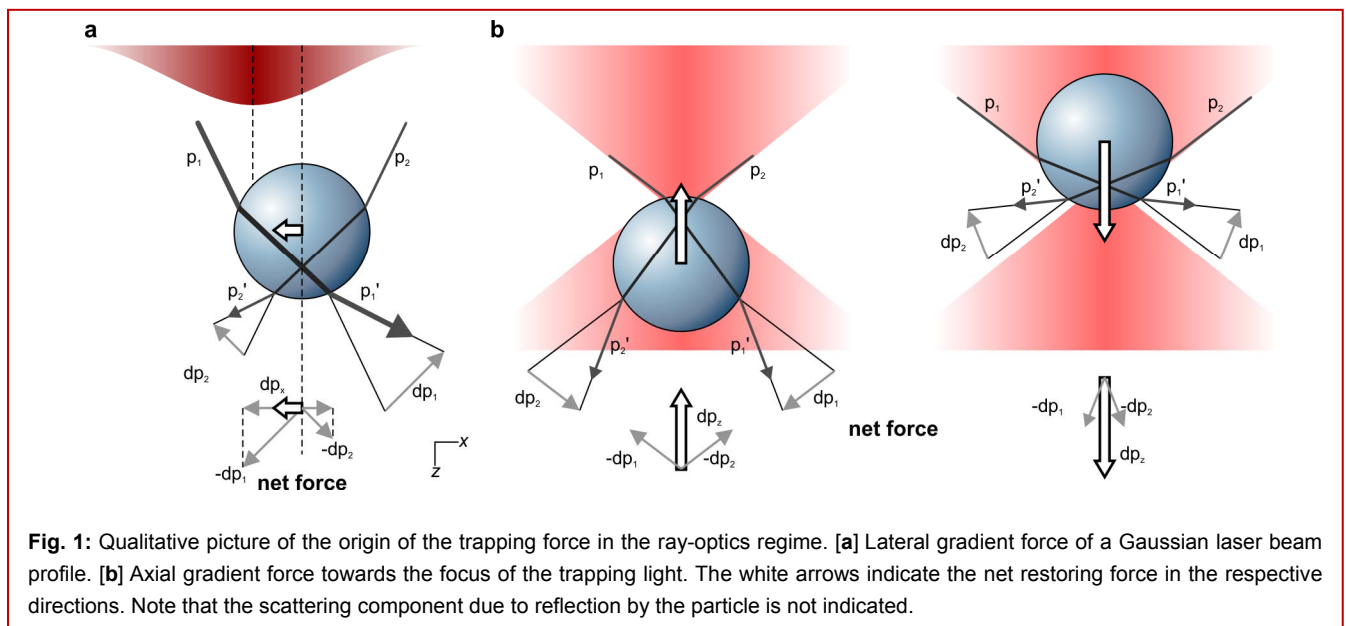 a
b
p1
p2
p2'
p1'
dp2
dp1
dpx
-dp1
-dp2
x
z
net force
p1
p2
p2'
p1'
dp2
dp1
dpz
-dp1
-dp2
net force
p1
p2
p2'
p1'
dp2
dp1
-dp1
-dp2
dpz
Fig. 1: Qualitative picture of the origin of the trapping force in the ray-optics regime. [a] Lateral gradient force of a Gaussian laser beam
profile. [b] Axial gradient force towards the focus of the trapping light. The white arrows indicate the net restoring force in the respective
directions. Note that the scattering component due to reflection by the particle is not indicated.